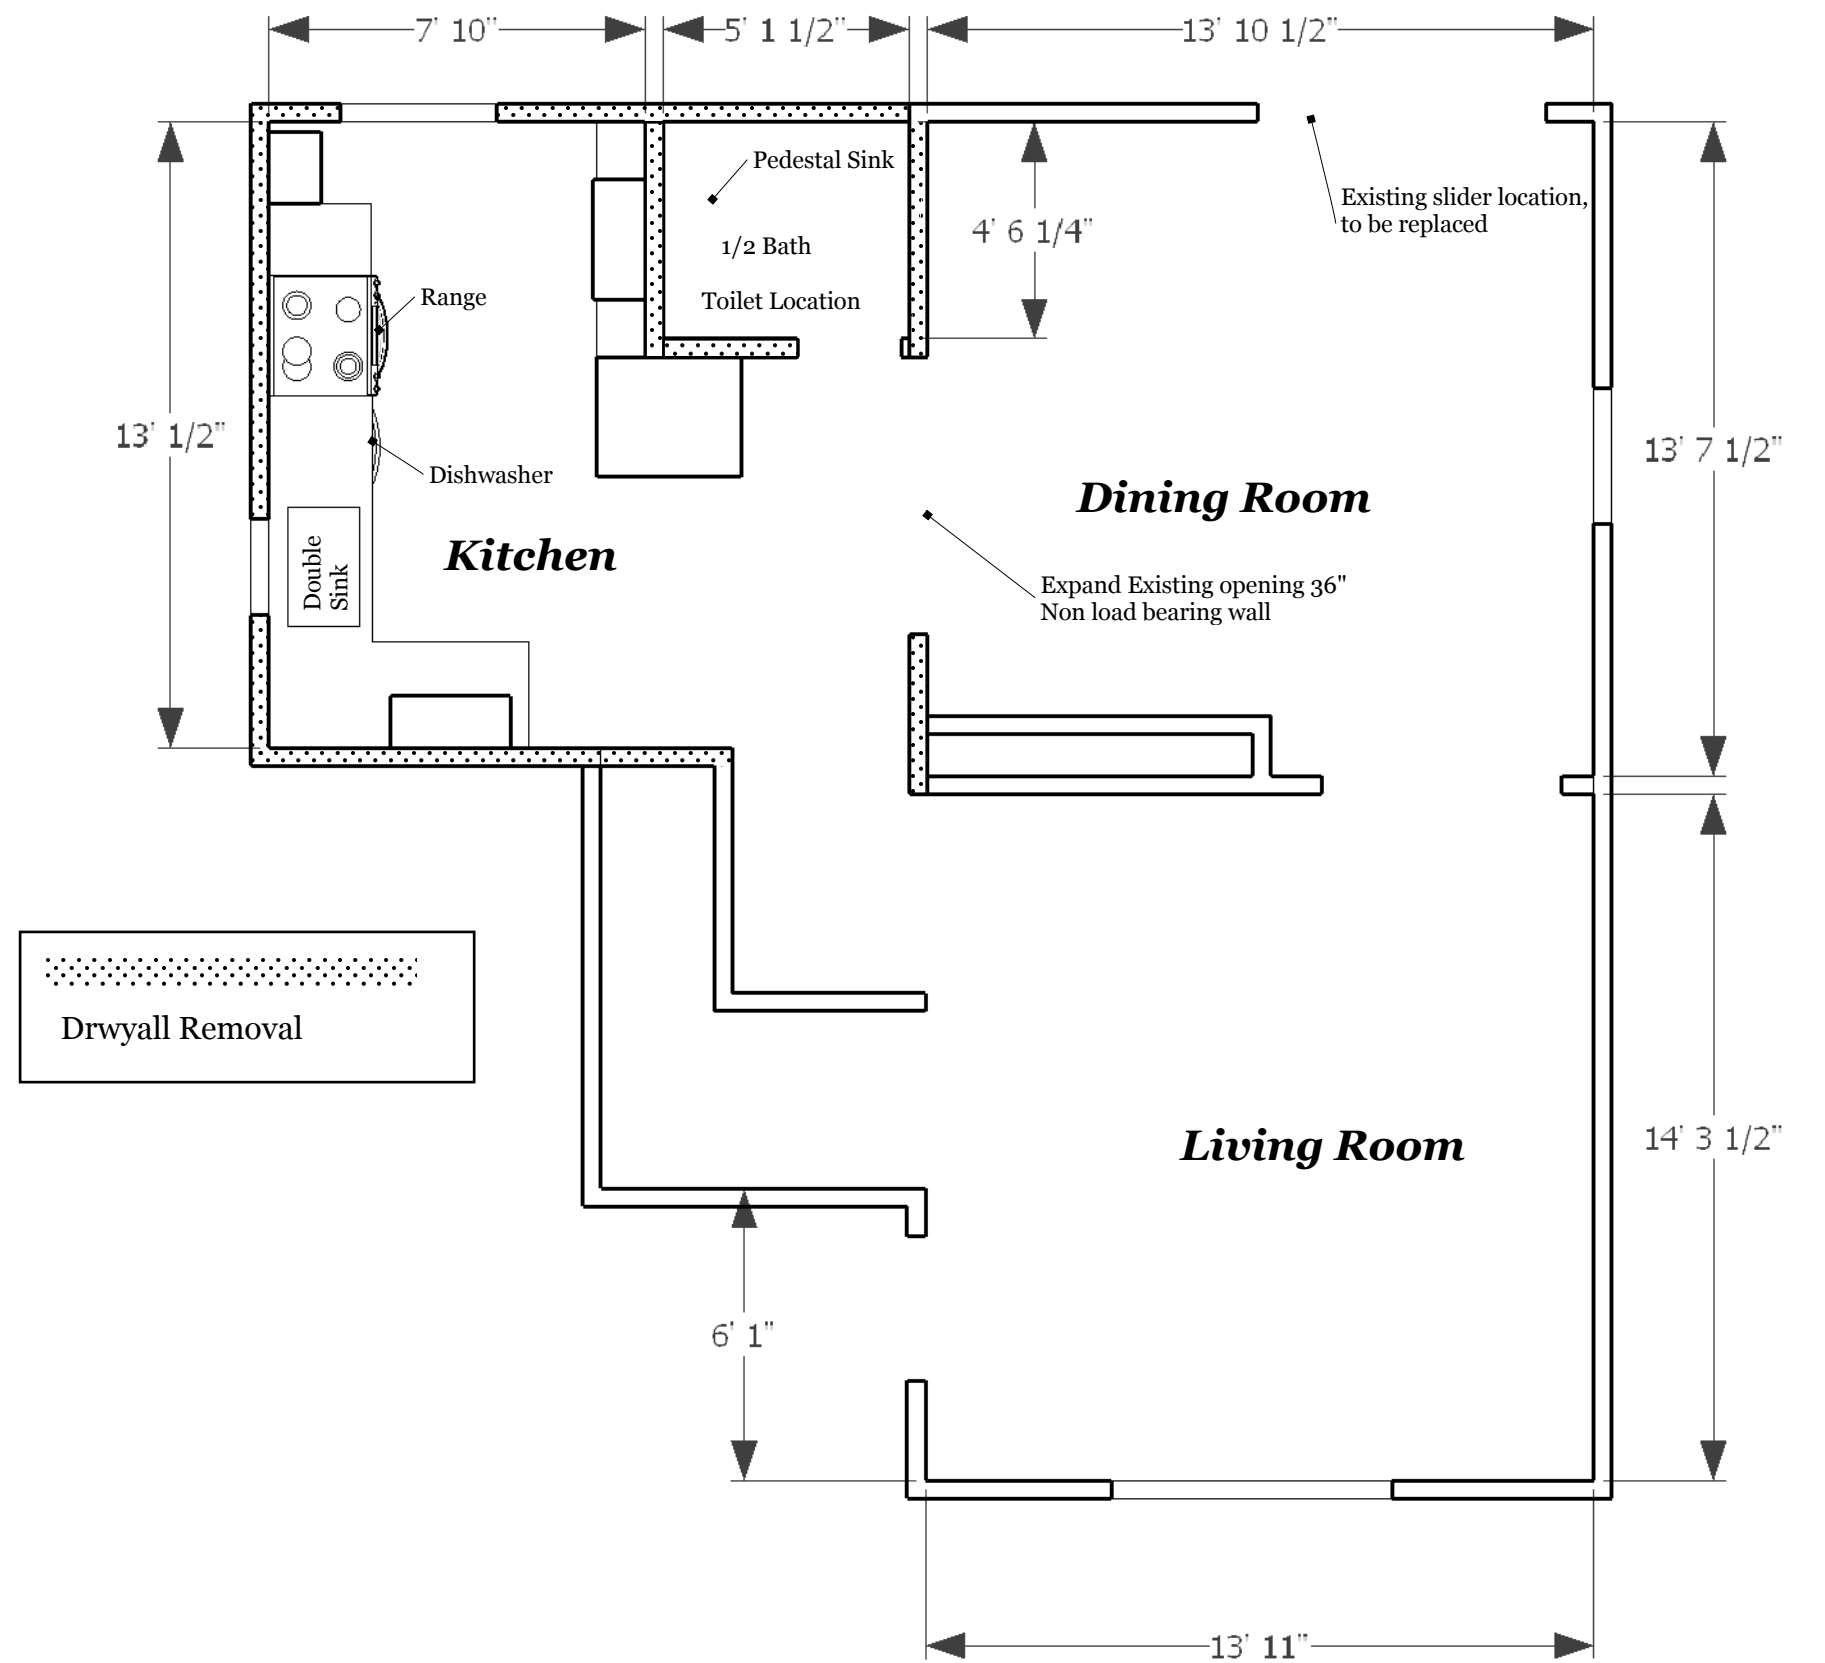 7' 10"
5' 1 1/2"
13' 10 1/2"
Pedestal Sink
Existing slider location,
to be replaced
4' 6 1/4"
1/2 Bath
Range
Toilet Location
13' 1/2"
13' 7 1/2"
Dishwasher
Dining Room
Kitchen
Double
Sink
Expand Existing opening 36"
Non load bearing wall
Drwyall Removal
Living Room
14' 3 1/2"
6' 1"
13' 11"